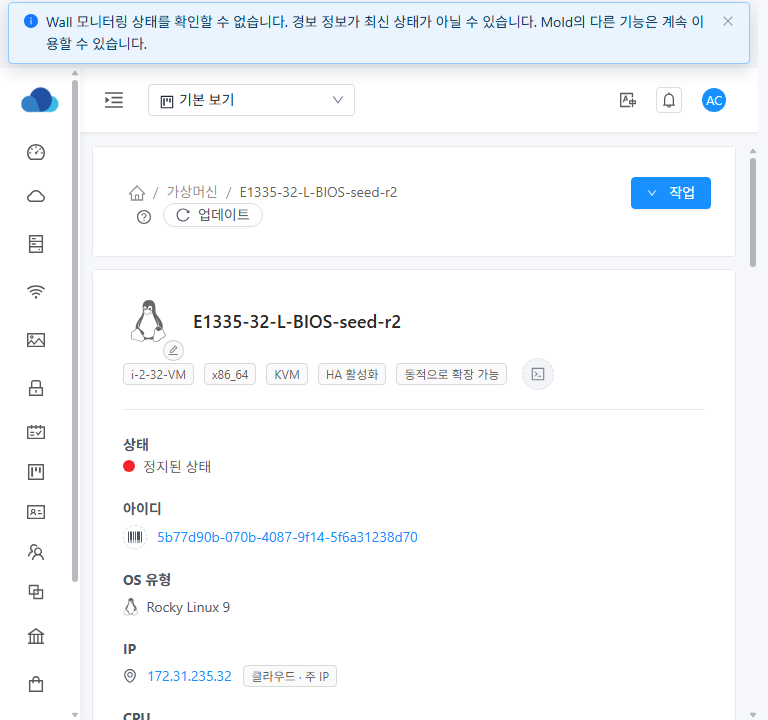 Wall 모니터링 상태를 확인할 수 없습니다. 경보 정보가 최신 상태가 아닐 수 있습니다. Mold의 다른 기능은 계속 이
용할 수 있습니다.
기본 보기
AC
/ 가상머신 / E1335-32-L-BIOS-seed-r2
작업
업데이트
E1335-32-L-BIOS-seed-r2
i-2-32-VM x86_64 KVM HA 활성화 동적으로 확장 가능
상태
정지된 상태
아이디
5b77d90b-070b-4087-9f14-5f6a31238d70
OS 유형
Rocky Linux 9
IP
172.31.235.32 클라우드 · 주 IP
CPU